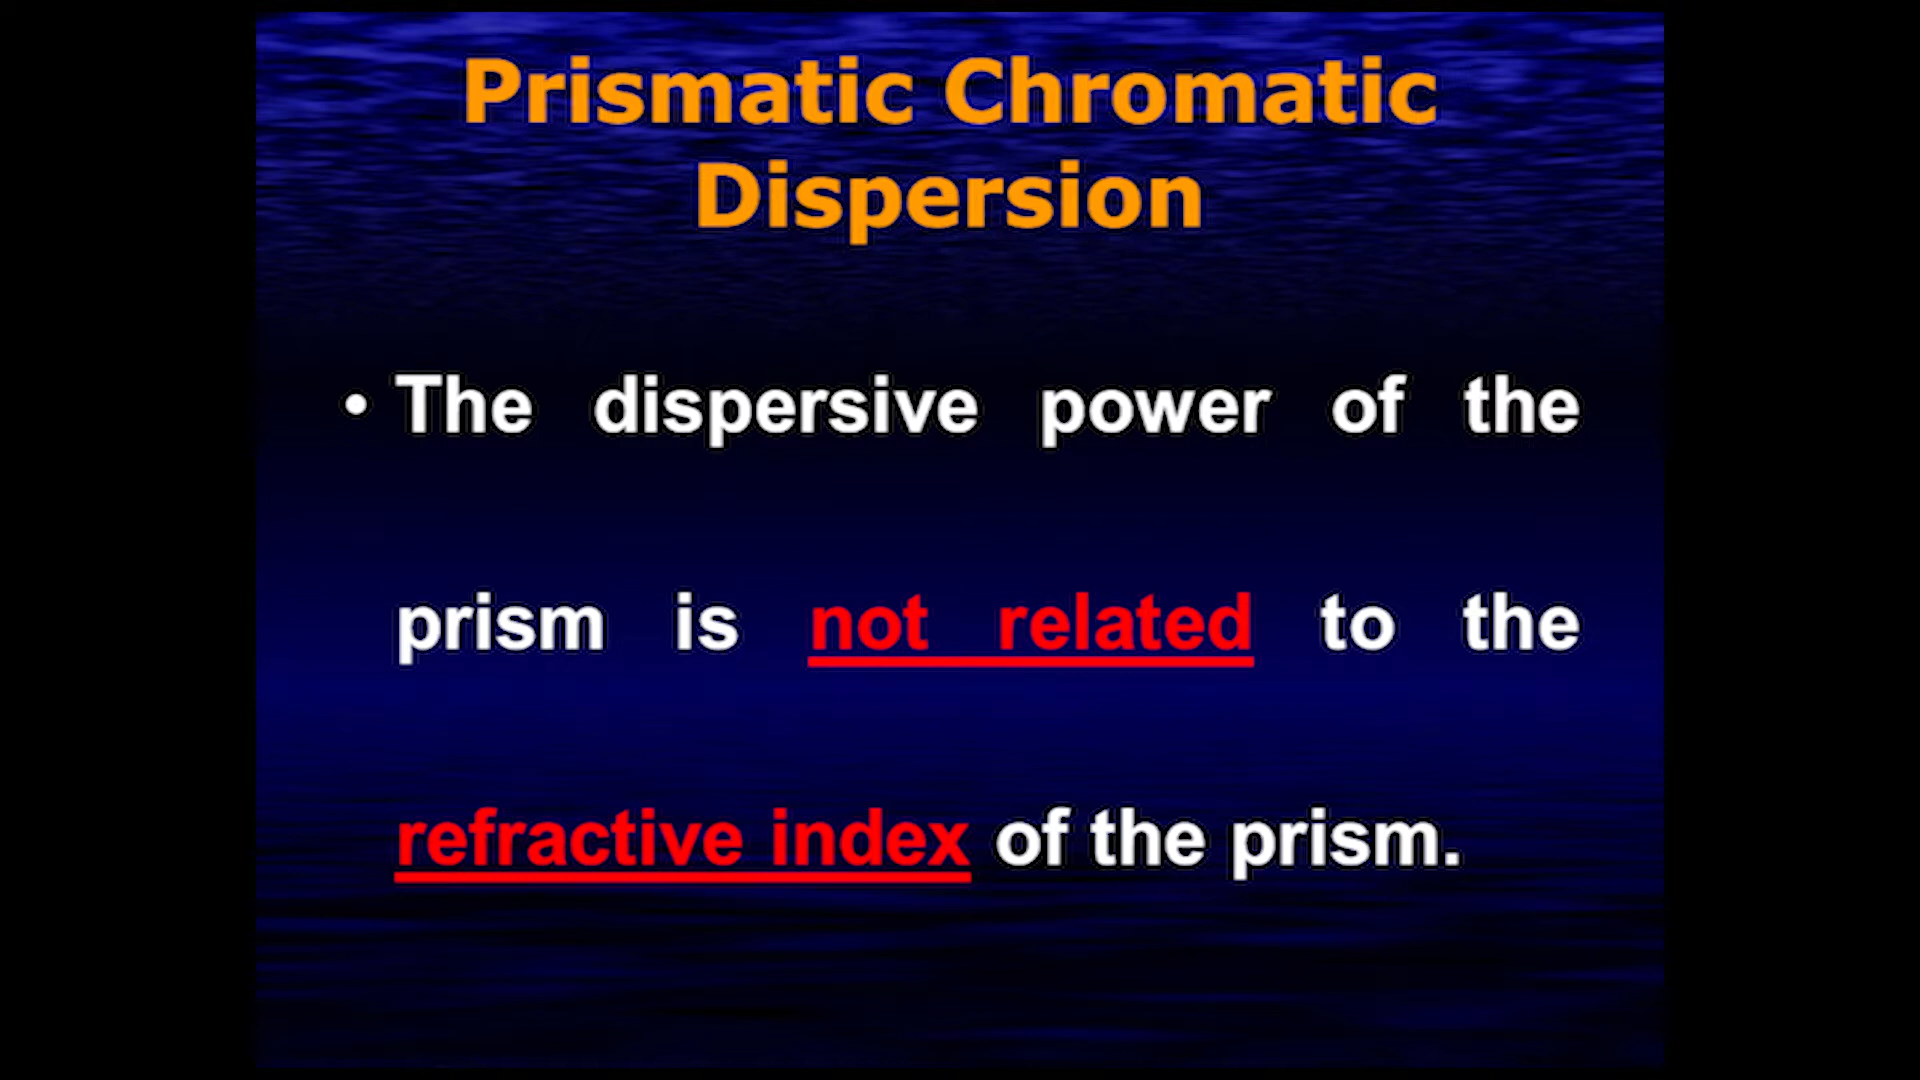 Prismatic Chromatic
Dispersion
• The dispersive power of the
prism is not related to the
refractive index of the prism.